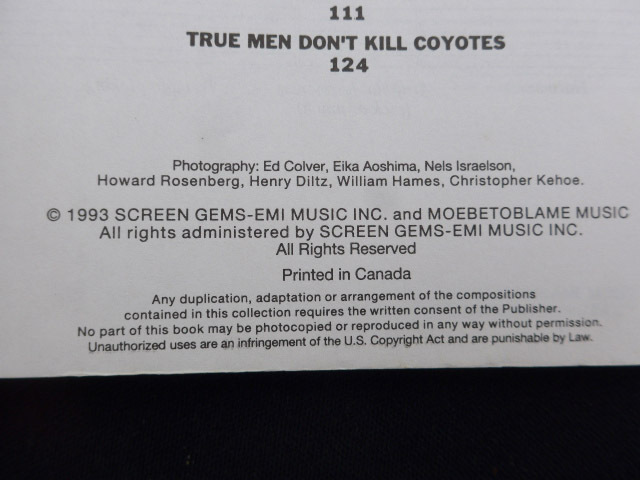 111
TRUE MEN DON'T KILL COYOTES
124
Photography: Ed Colver, Eika Aoshima, Nels Israelson,
Howard Rosenberg, Henry Diltz, William Hames, Christopher Kehoe.
© 1993 SCREEN GEMS-EMI MUSIC INC. and MOEBETOBLAME MUSIC
All rights administered by SCREEN GEMS-EMI MUSIC INC.
All Rights Reserved
Printed in Canada
Any duplication, adaptation or arrangement of the compositions
contained in this collection requires the written consent of the Publisher.
No part of this book may be photocopied or reproduced in any way without permission.
Unauthorized uses are an infringement of the U.S. Copyright Act and are punishable by Law.